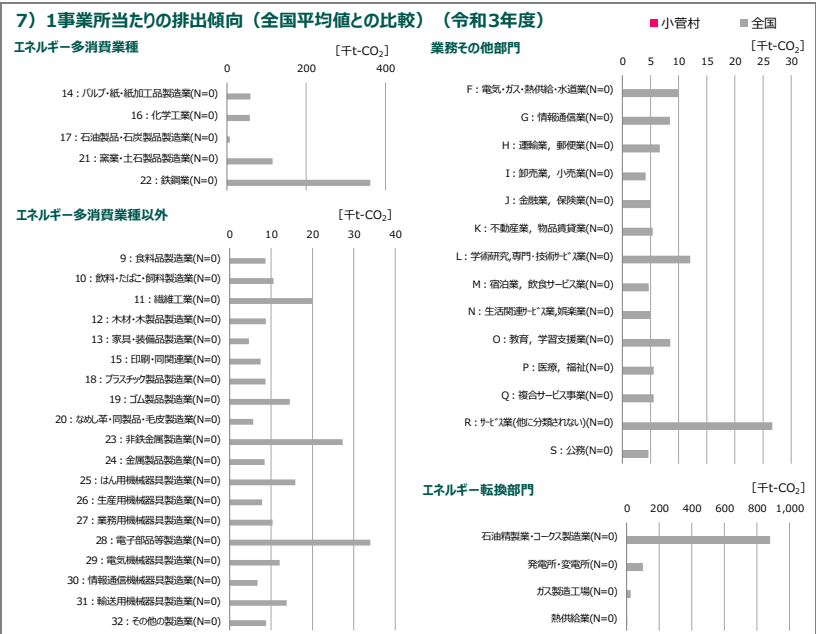 7）1事業所当たりの排出傾向（全国平均値との比較）（令和3年度）
■小菅村 ■全国
エネルギー多消費業種
[千t-CO₂]
0 200 400
14：パルプ・紙・紙加工品製造業(N=0)
16：化学工業(N=0)
17：石油製品・石炭製品製造業(N=0)
21：窯業・土石製品製造業(N=0)
22：鉄鋼業(N=0)
エネルギー多消費業種以外
[千t-CO₂]
0 10 20 30 40
9：食料品製造業(N=0)
10：飲料・たばこ・飼料製造業(N=0)
11：繊維工業(N=0)
12：木材・木製品製造業(N=0)
13：家具・装備品製造業(N=0)
15：印刷・同関連業(N=0)
18：プラスチック製品製造業(N=0)
19：ゴム製品製造業(N=0)
20：なめし革・同製品・毛皮製造業(N=0)
23：非鉄金属製造業(N=0)
24：金属製品製造業(N=0)
25：はん用機械器具製造業(N=0)
26：生産用機械器具製造業(N=0)
27：業務用機械器具製造業(N=0)
28：電子部品等製造業(N=0)
29：電気機械器具製造業(N=0)
30：情報通信機械器具製造業(N=0)
31：輸送用機械器具製造業(N=0)
32：その他の製造業(N=0)
業務その他部門
[千t-CO₂]
0 5 10 15 20 25 30
F：電気・ガス・熱供給・水道業(N=0)
G：情報通信業(N=0)
H：運輸業，郵便業(N=0)
I：卸売業，小売業(N=0)
J：金融業，保険業(N=0)
K：不動産業，物品賃貸業(N=0)
L：学術研究,専門・技術ｻｰﾋﾞｽ業(N=0)
M：宿泊業，飲食サービス業(N=0)
N：生活関連ｻｰﾋﾞｽ業,娯楽業(N=0)
O：教育，学習支援業(N=0)
P：医療，福祉(N=0)
Q：複合サービス事業(N=0)
R：ｻｰﾋﾞｽ業(他に分類されない)(N=0)
S：公務(N=0)
エネルギー転換部門
[千t-CO₂]
0 200 400 600 800 1,000
石油精製業・コークス製造業(N=0)
発電所・変電所(N=0)
ガス製造工場(N=0)
熱供給業(N=0)